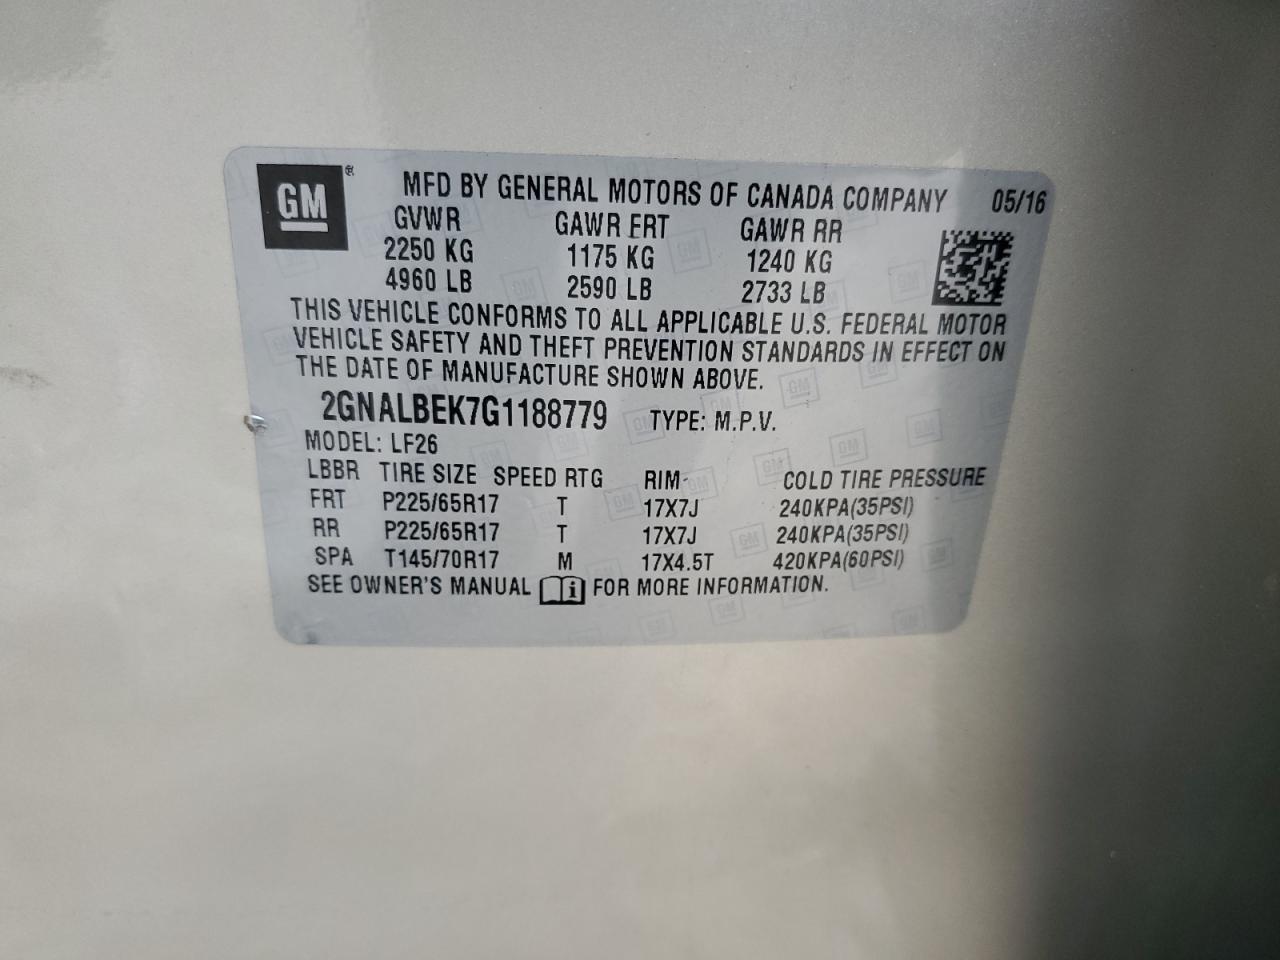 GM® MFD BY GENERAL MOTORS OF CANADA COMPANY 05/16
GVWR GAWR FRT GAWR RR
2250 KG 1175 KG 1240 KG
4960 LB 2590 LB 2733 LB
THIS VEHICLE CONFORMS TO ALL APPLICABLE U.S. FEDERAL MOTOR
VEHICLE SAFETY AND THEFT PREVENTION STANDARDS IN EFFECT ON
THE DATE OF MANUFACTURE SHOWN ABOVE.
2GNALBEK7G1188779 TYPE: M.P.V.
MODEL: LF26
LBBR TIRE SIZE SPEED RTG RIM COLD TIRE PRESSURE
FRT P225/65R17 T 17X7J 240KPA(35PSI)
RR P225/65R17 T 17X7J 240KPA(35PSI)
SPA T145/70R17 M 17X4.5T 420KPA(60PSI)
SEE OWNER'S MANUAL i FOR MORE INFORMATION.